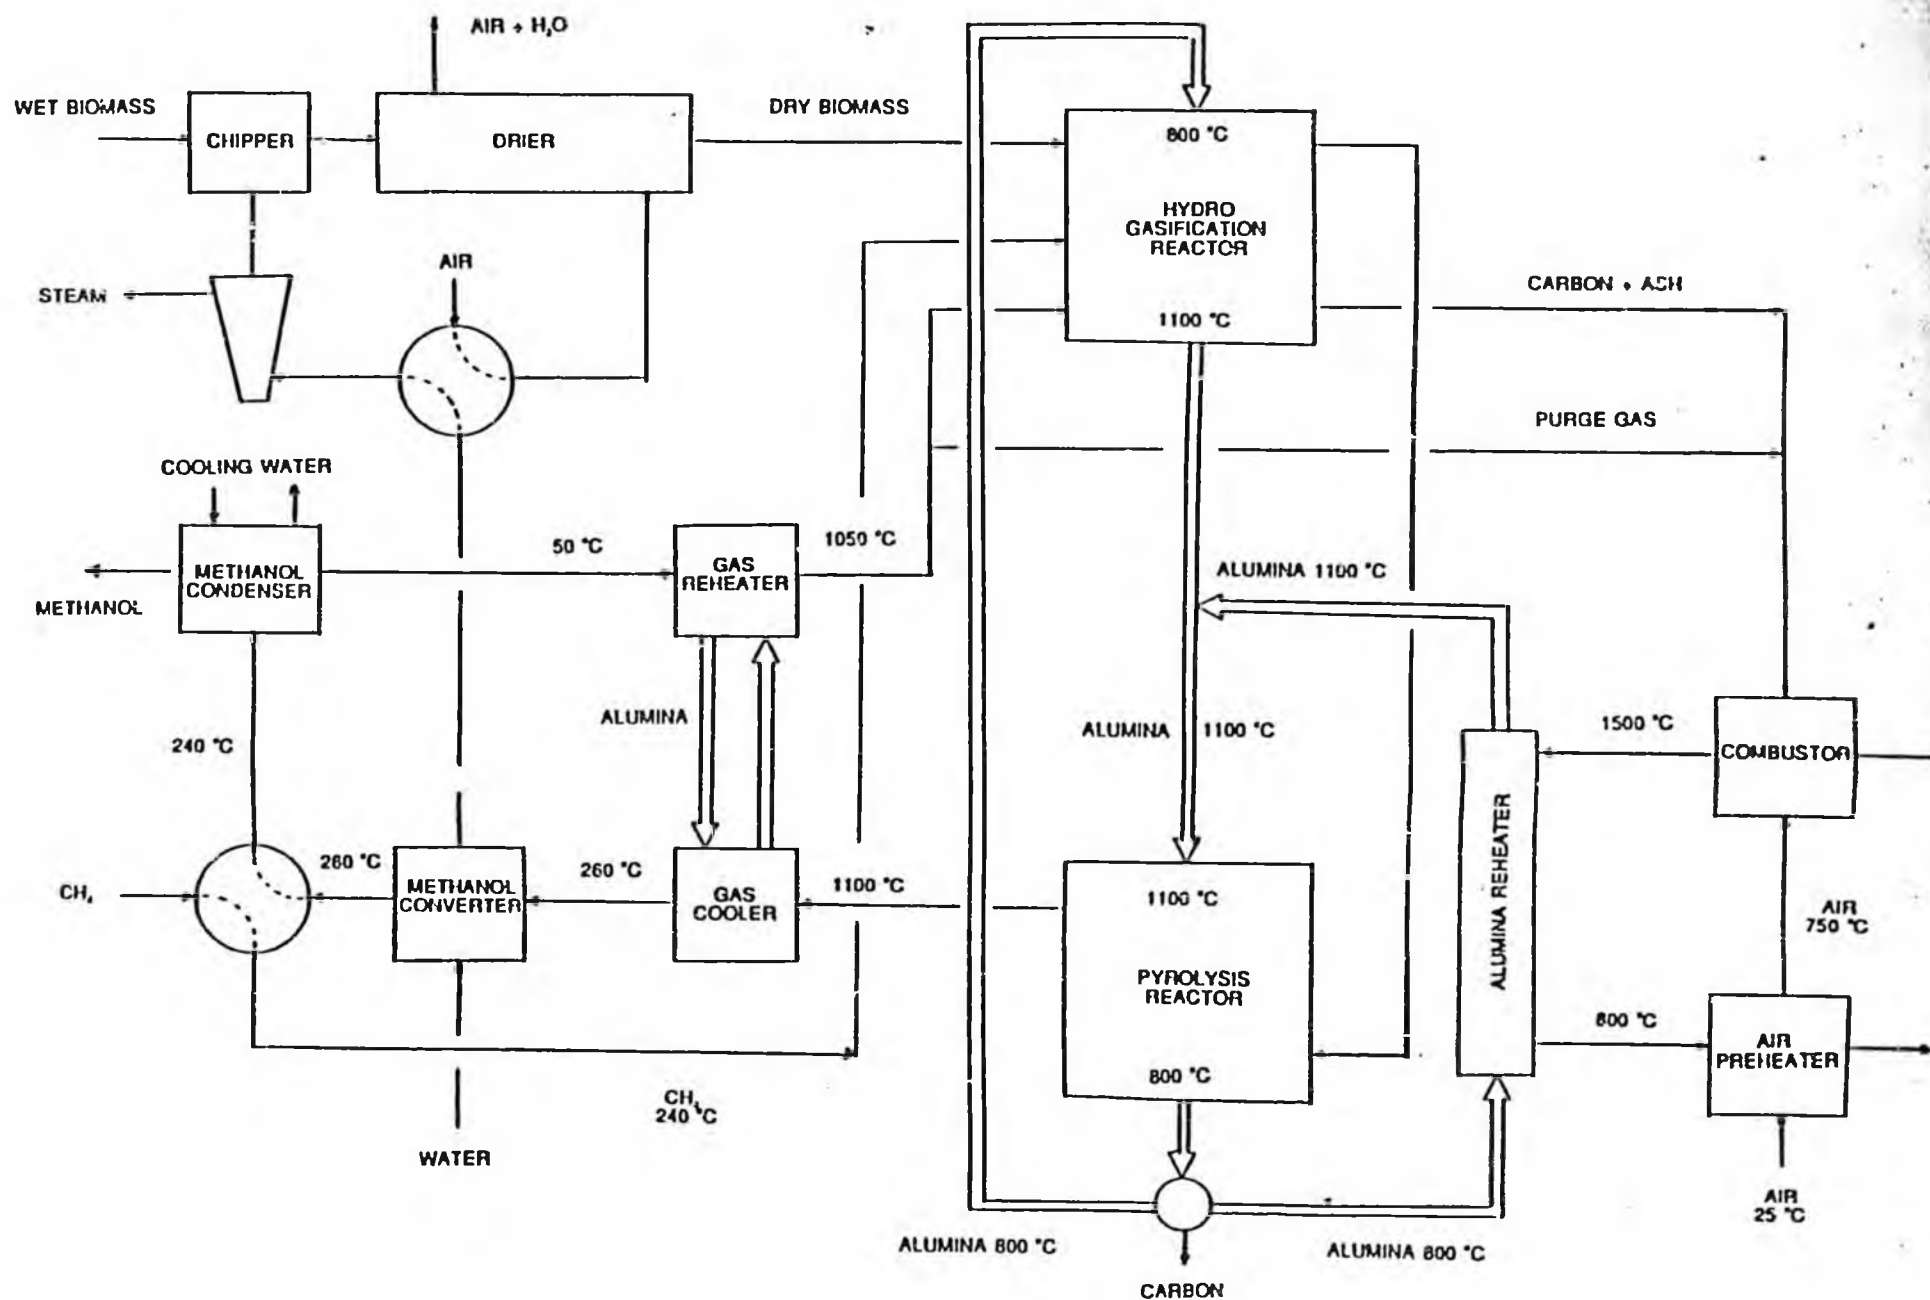 AIR + H₂O
WET BIOMASS
DRY BIOMASS
CHIPPER
DRIER
800 °C
HYDRO
GASIFICATION
REACTOR
AIR
STEAM
CARBON + ASH
1100 °C
PURGE GAS
COOLING WATER
50 °C
1050 °C
GAS
REHEATER
METHANOL
CONDENSER
ALUMINA 1100 °C
METHANOL
ALUMINA
ALUMINA
1100 °C
240 °C
1500 °C
COMBUSTOR
ALUMINA REHEATER
260 °C
260 °C
1100 °C
CH₄
METHANOL
CONVERTER
GAS
COOLER
1100 °C
AIR
750 °C
PYROLYSIS
REACTOR
800 °C
AIR
PREHEATER
800 °C
CH₄
240 °C
WATER
AIR
25 °C
ALUMINA 800 °C
ALUMINA 800 °C
CARBON